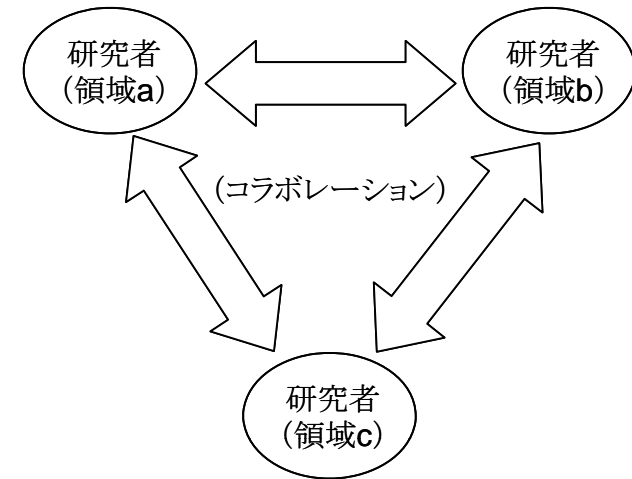 研究者
（領域a）
研究者
（領域b）
（コラボレーション）
研究者
（領域c）